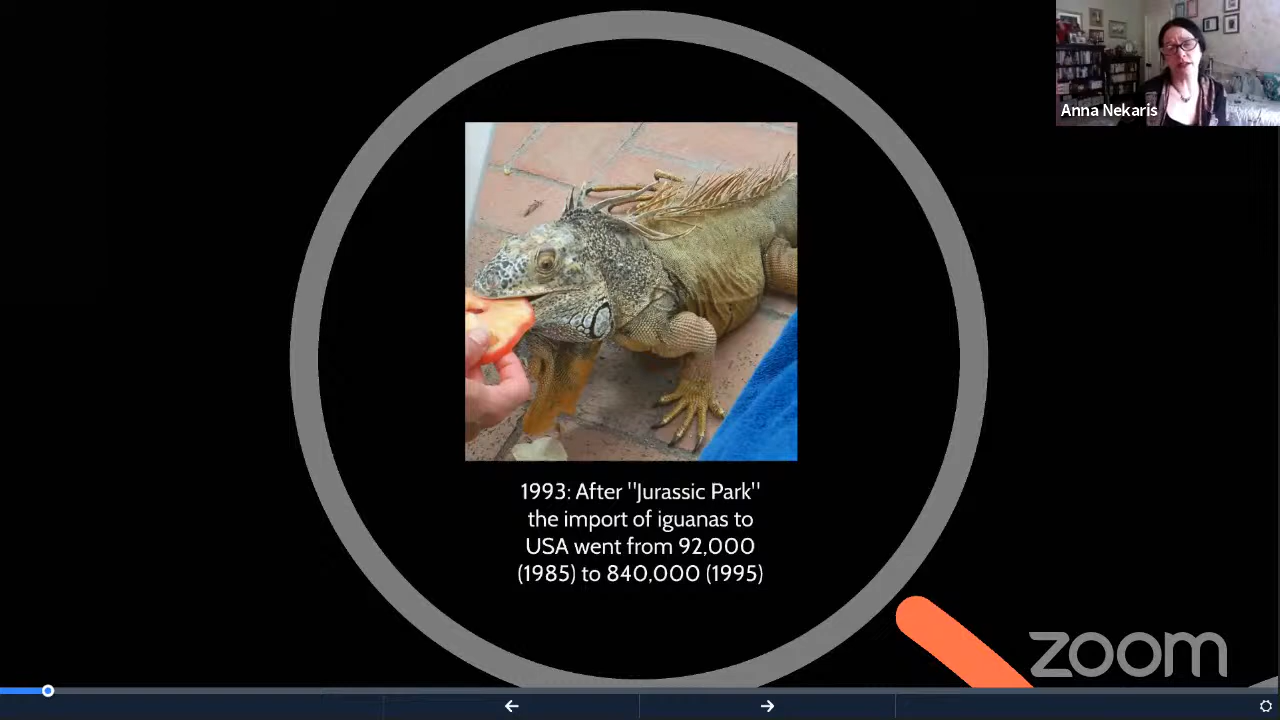 Anna Nekaris
1993: After "Jurassic Park"
the import of iguanas to
USA went from 92,000
(1985) to 840,000 (1995)
zoom